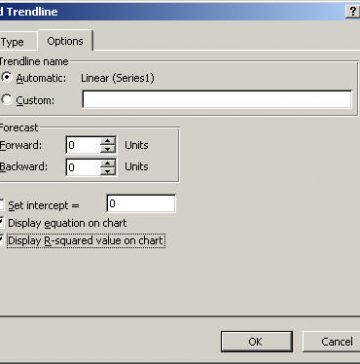 d Trendline ?
Type Options
Trendline name
Automatic: Linear (Series1)
Custom:
Forecast
Forward: 0 Units
Backward: 0 Units
Set intercept = 0
Display equation on chart
Display R-squared value on chart
OK Cancel